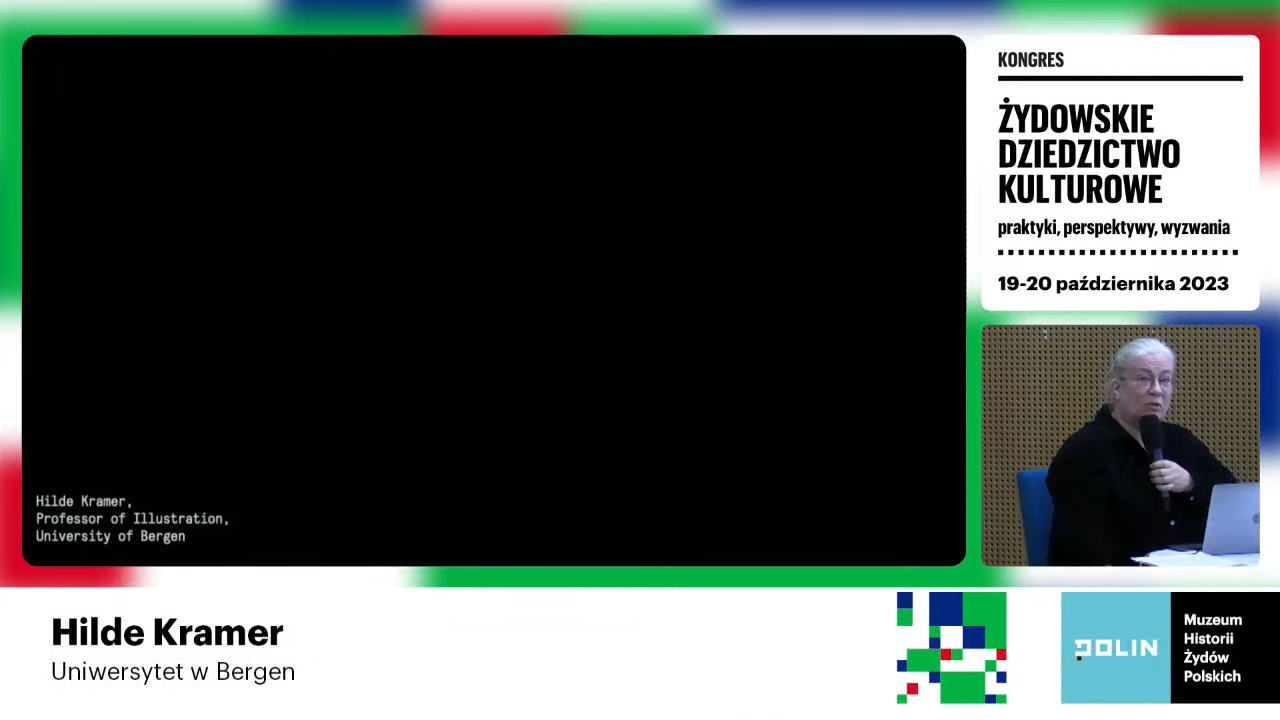 KONGRES
ŻYDOWSKIE
DZIEDZICTWO
KULTUROWE
praktyki, perspektywy, wyzwania
19-20 października 2023
Hilde Kramer,
Professor of Illustration,
University of Bergen
Hilde Kramer
Uniwersytet w Bergen
POLIN
Muzeum
Historii
Żydów
Polskich